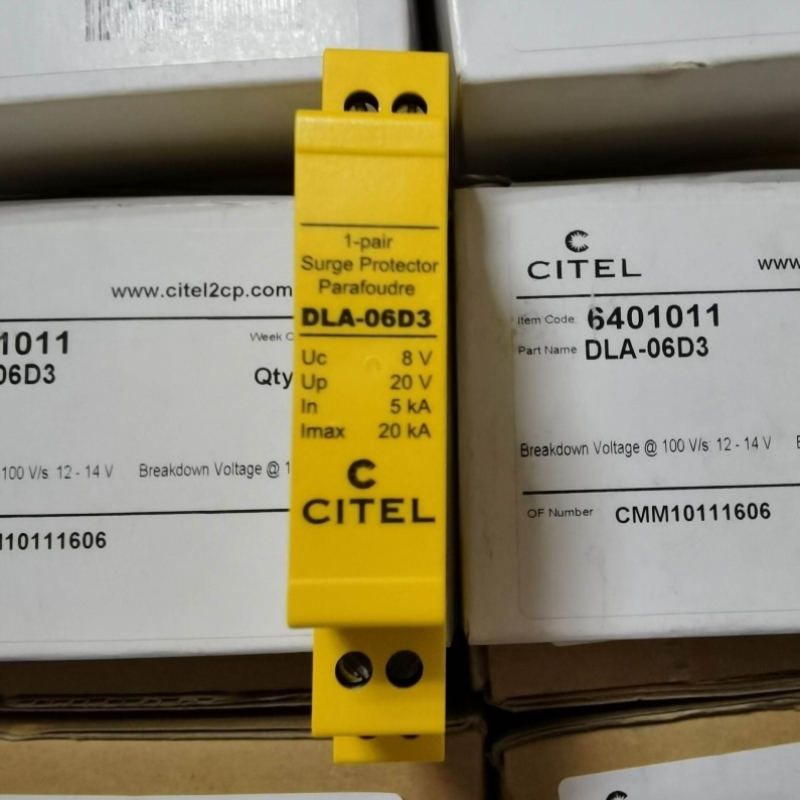 1-pair
Surge Protector
Parafoudre
DLA-06D3
Uc 8 V
Up 20 V
In 5 kA
Imax 20 kA
C
CITEL
www.citel2cp.com
1011
Week C
06D3
Qty
100 V/s 12 - 14 V Breakdown Voltage @ 1
10111606
C
CITEL
www
Item Code 6401011
Part Name DLA-06D3
Breakdown Voltage @ 100 V/s 12 - 14 V
OF Number CMM10111606